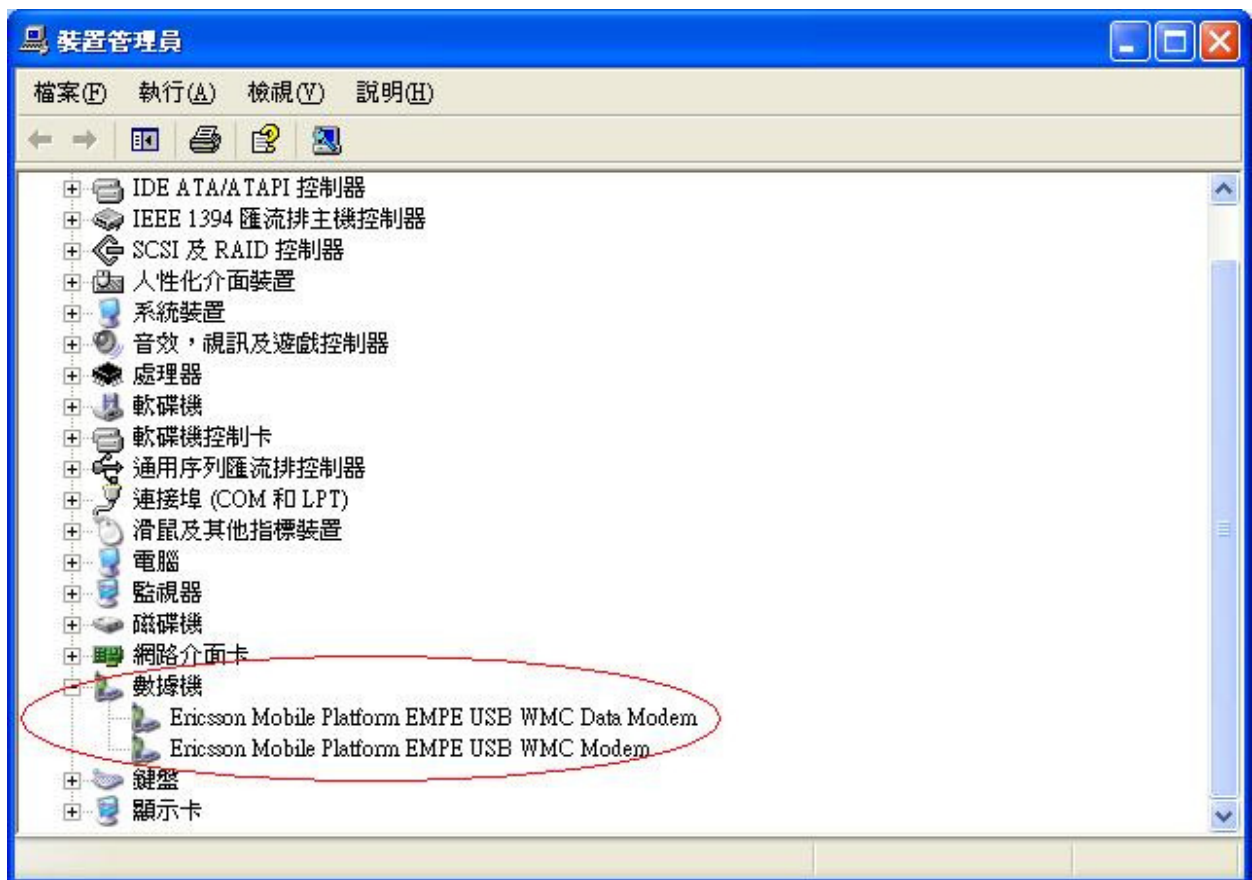 裝置管理員
檔案(F) 執行(A) 檢視(V) 說明(H)
IDE ATA/ATAPI 控制器
IEEE 1394 匯流排主機控制器
SCSI 及 RAID 控制器
人性化介面裝置
系統裝置
音效，視訊及遊戲控制器
處理器
軟碟機
軟碟機控制卡
通用序列匯流排控制器
連接埠 (COM 和 LPT)
滑鼠及其他指標裝置
電腦
監視器
磁碟機
網路介面卡
數據機
Ericsson Mobile Platform EMPE USB WMC Data Modem
Ericsson Mobile Platform EMPE USB WMC Modem
鍵盤
顯示卡